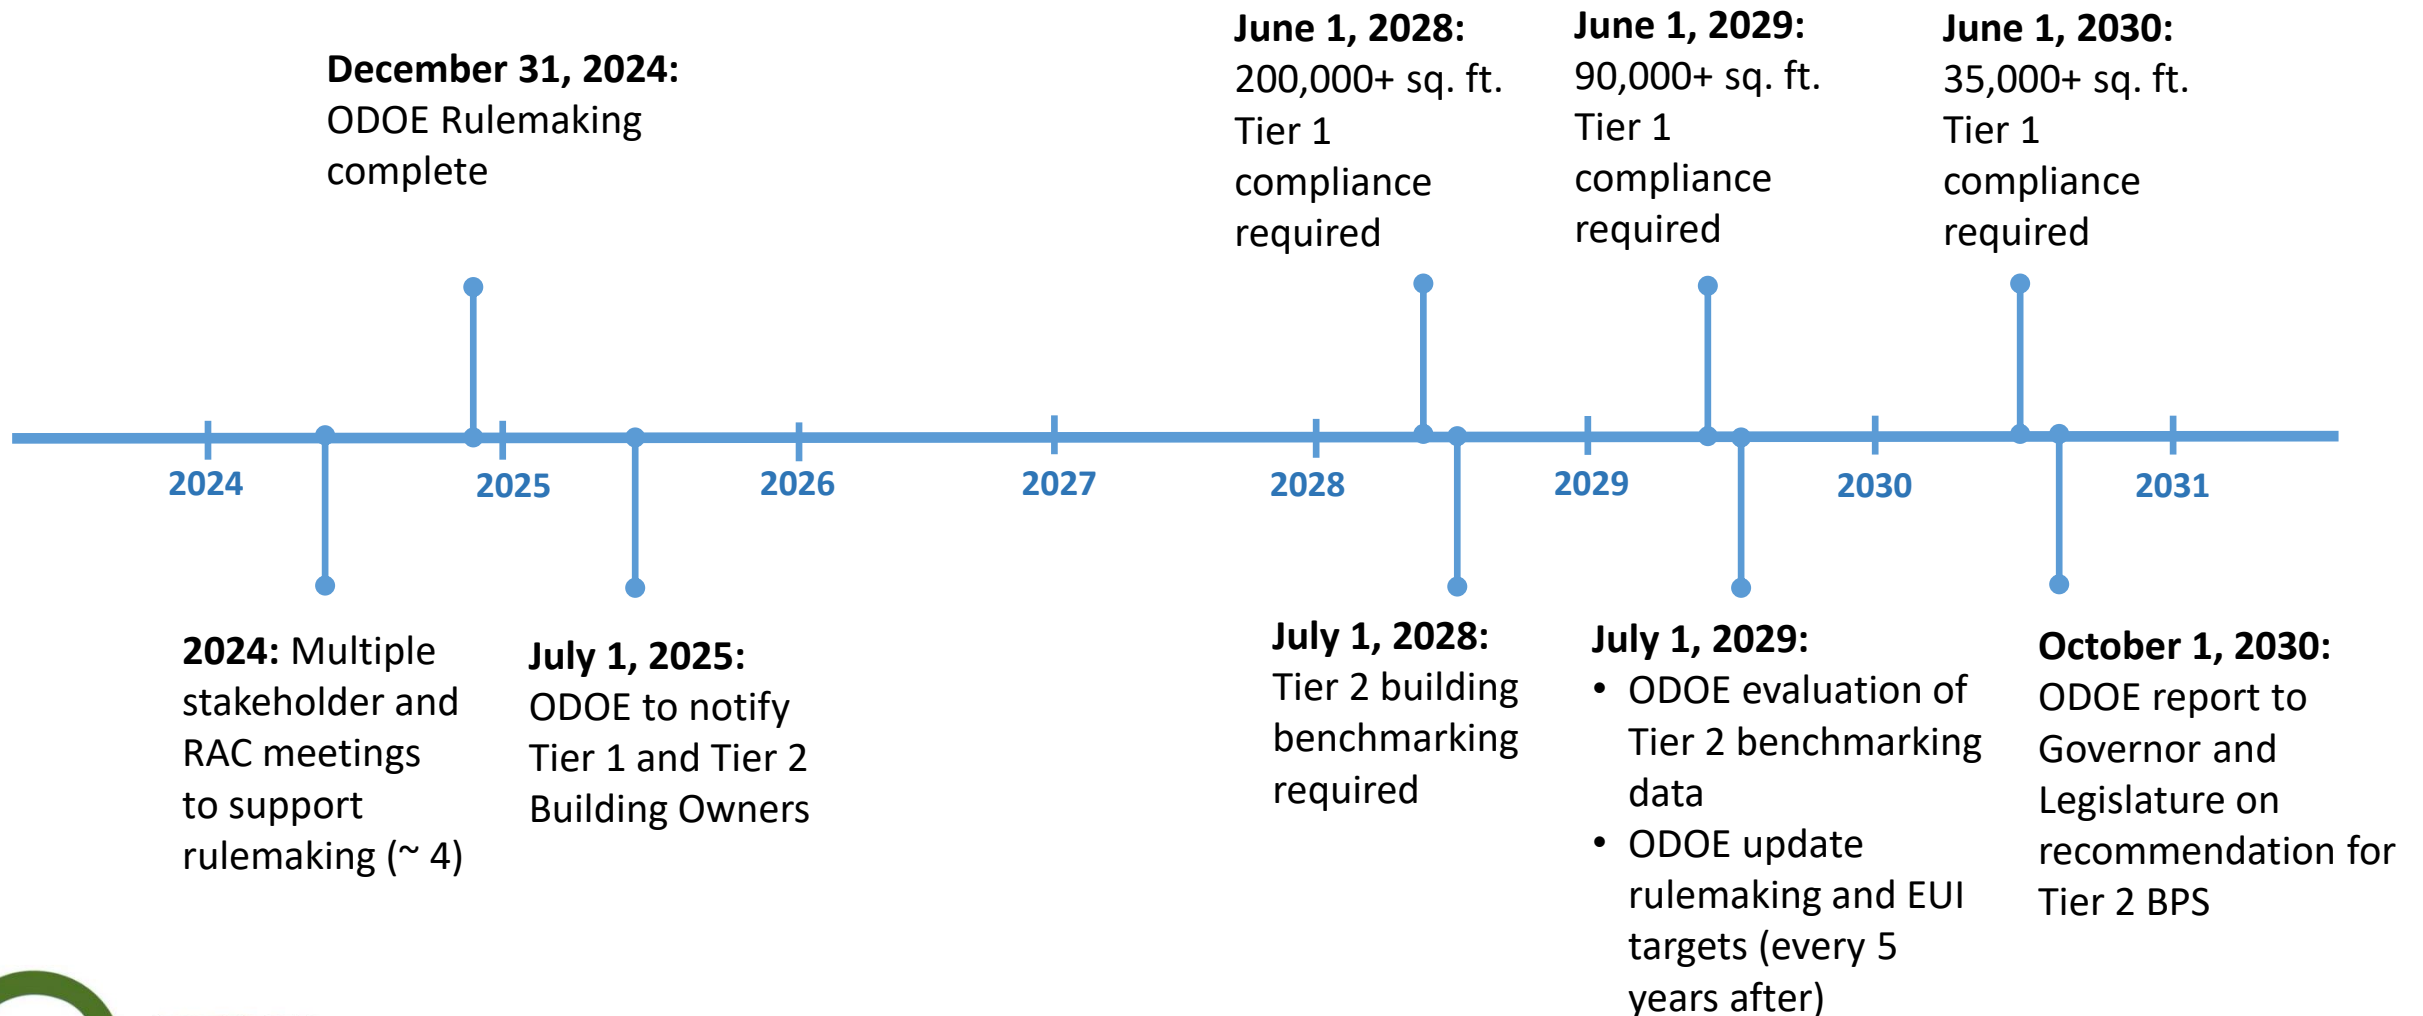 December 31, 2024:
ODOE Rulemaking
complete
June 1, 2028:
200,000+ sq. ft.
Tier 1
compliance
required
June 1, 2029:
90,000+ sq. ft.
Tier 1
compliance
required
June 1, 2030:
35,000+ sq. ft.
Tier 1
compliance
required
2024
2025
2026
2027
2028
2029
2030
2031
2024: Multiple
stakeholder and
RAC meetings
to support
rulemaking (~ 4)
July 1, 2025:
ODOE to notify
Tier 1 and Tier 2
Building Owners
July 1, 2028:
Tier 2 building
benchmarking
required
July 1, 2029:
• ODOE evaluation of
Tier 2 benchmarking
data
• ODOE update
rulemaking and EUI
targets (every 5
years after)
October 1, 2030:
ODOE report to
Governor and
Legislature on
recommendation for
Tier 2 BPS